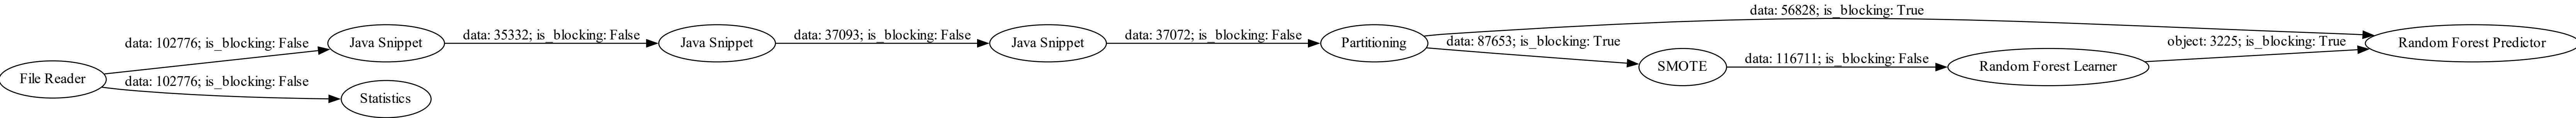 File Reader
data: 102776; is_blocking: False
data: 102776; is_blocking: False
Java Snippet
Statistics
data: 35332; is_blocking: False
Java Snippet
data: 37093; is_blocking: False
Java Snippet
data: 37072; is_blocking: False
Partitioning
data: 56828; is_blocking: True
data: 87653; is_blocking: True
SMOTE
data: 116711; is_blocking: False
Random Forest Learner
object: 3225; is_blocking: True
Random Forest Predictor